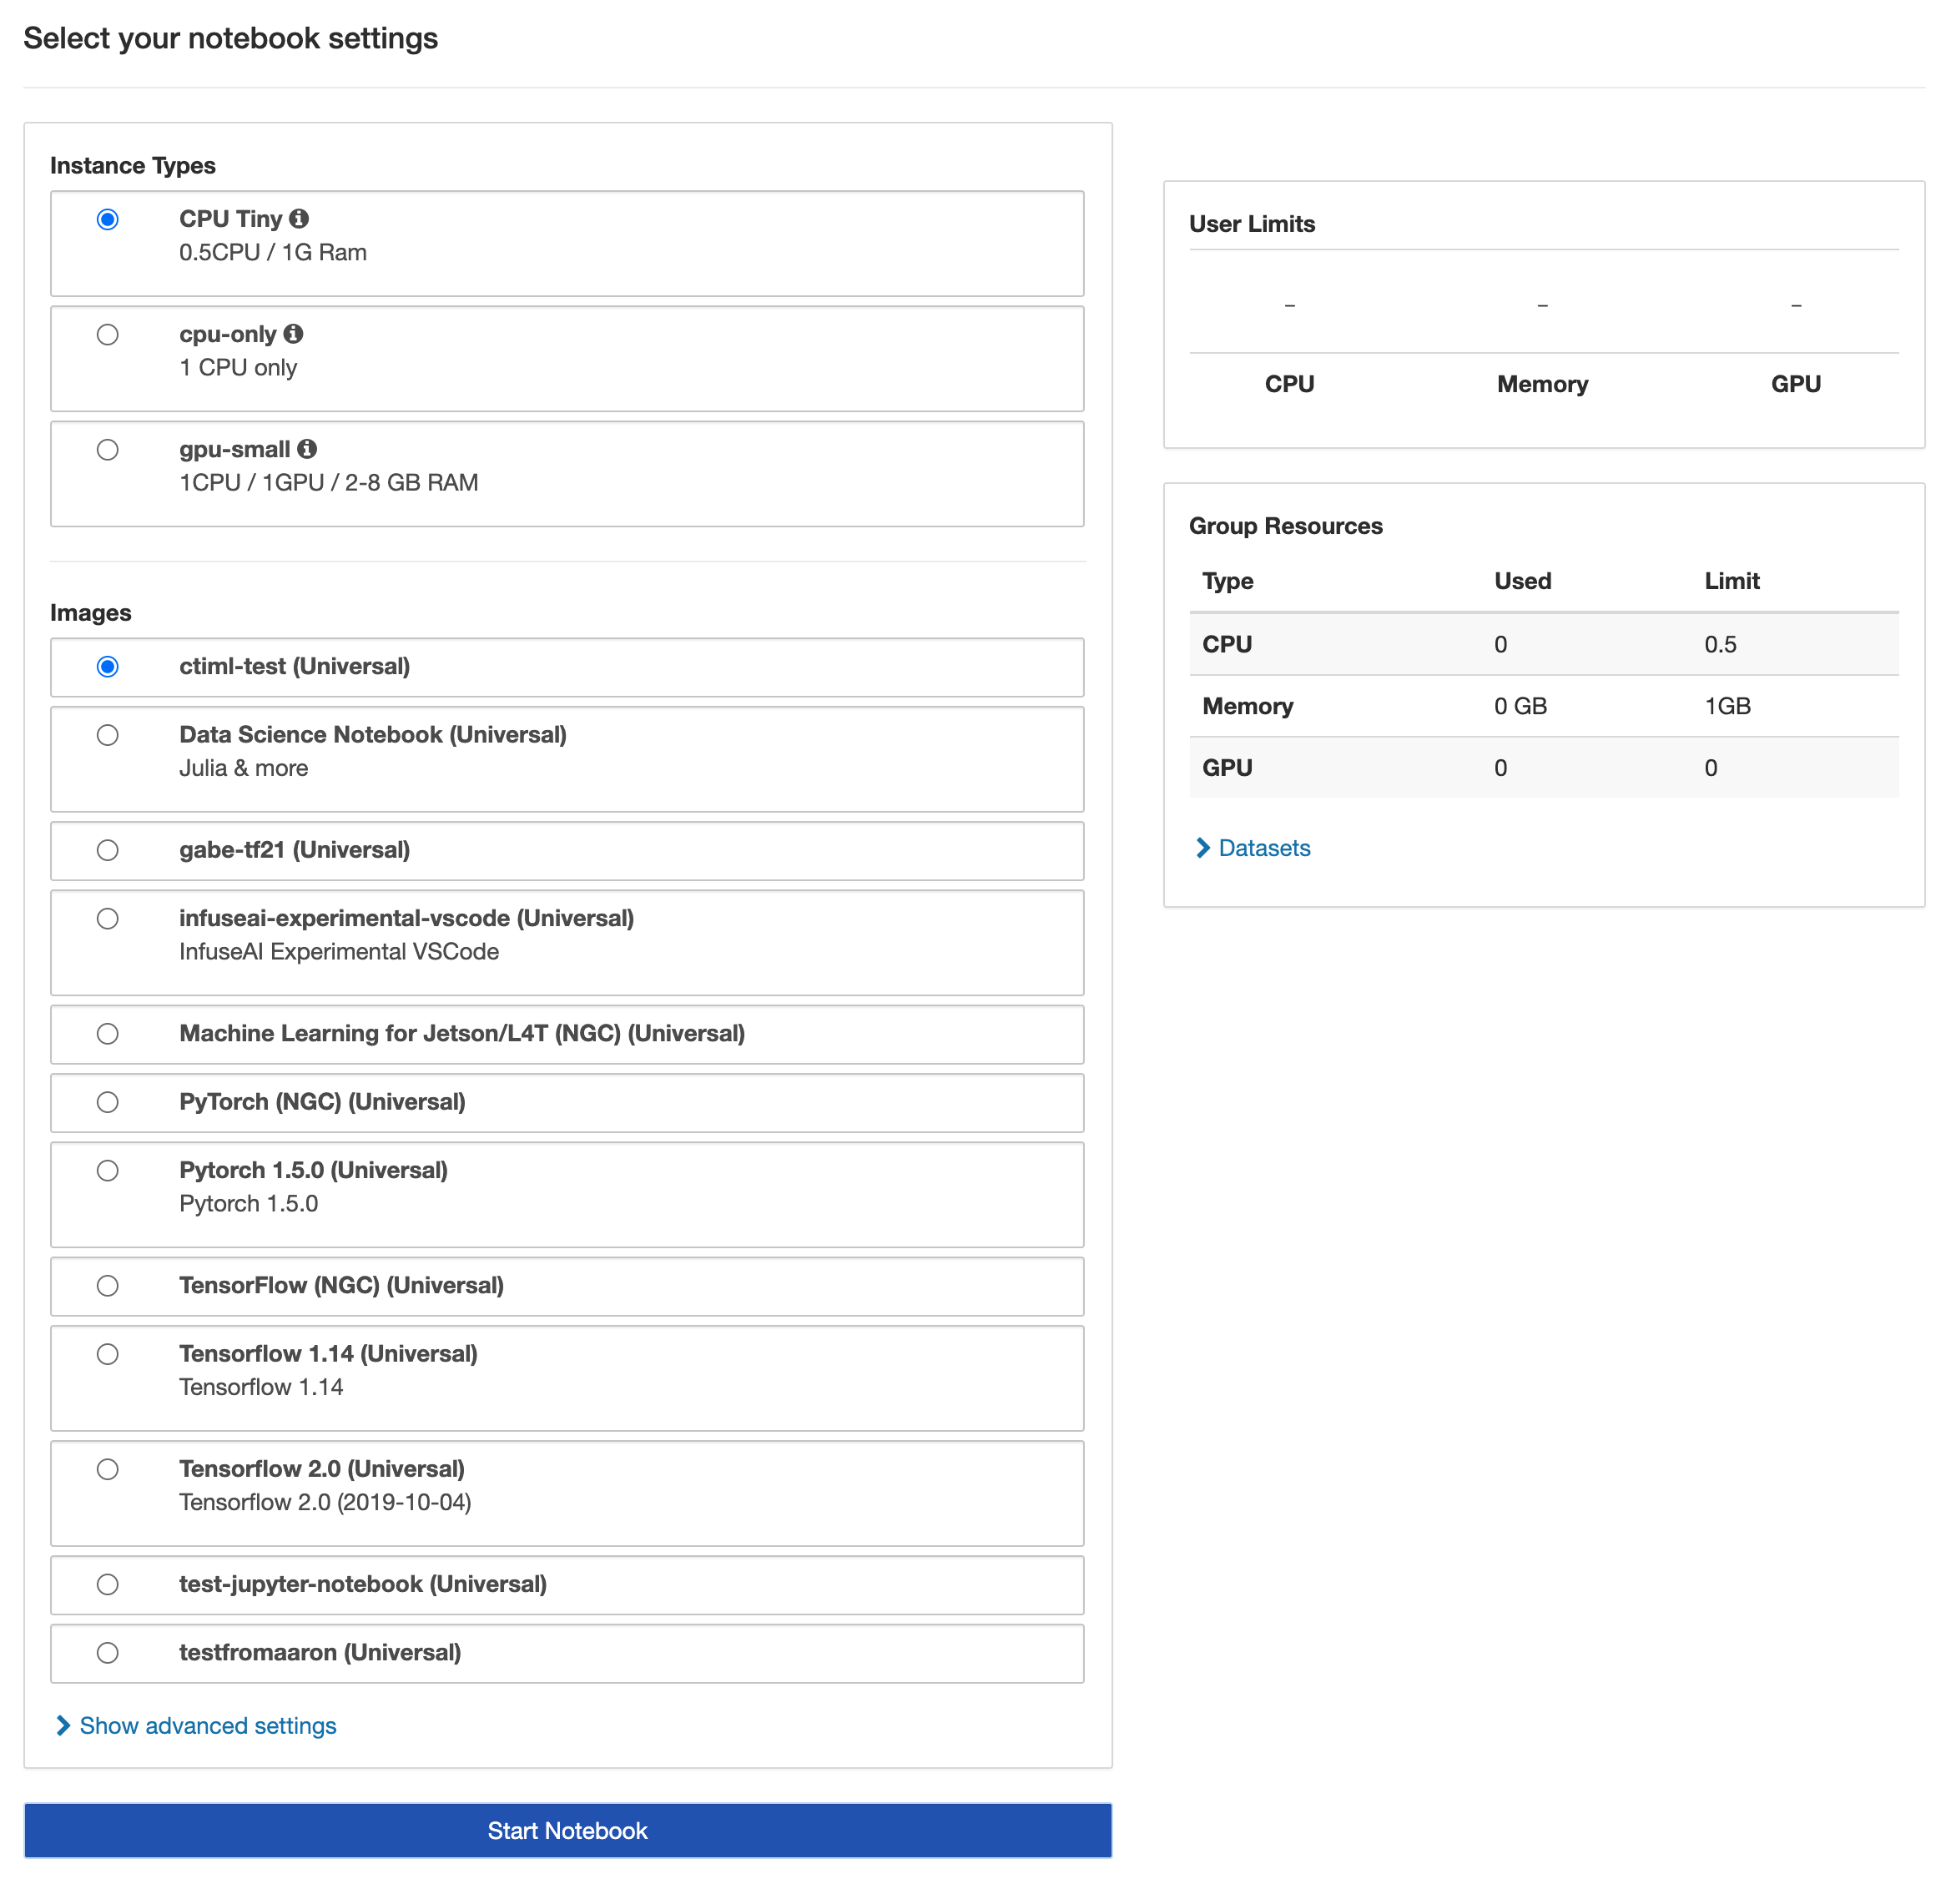 Select your notebook settings
Instance Types
CPU Tiny
0.5CPU / 1G Ram
cpu-only
1 CPU only
gpu-small
1CPU / 1GPU / 2-8 GB RAM
Images
ctiml-test (Universal)
Data Science Notebook (Universal)
Julia & more
gabe-tf21 (Universal)
infuseai-experimental-vscode (Universal)
InfuseAI Experimental VSCode
Machine Learning for Jetson/L4T (NGC) (Universal)
PyTorch (NGC) (Universal)
Pytorch 1.5.0 (Universal)
Pytorch 1.5.0
TensorFlow (NGC) (Universal)
Tensorflow 1.14 (Universal)
Tensorflow 1.14
Tensorflow 2.0 (Universal)
Tensorflow 2.0 (2019-10-04)
test-jupyter-notebook (Universal)
testfromaaron (Universal)
Show advanced settings
Start Notebook
User Limits
– – –
CPU Memory GPU
Group Resources
Type Used Limit
CPU 0 0.5
Memory 0 GB 1GB
GPU 0 0
Datasets